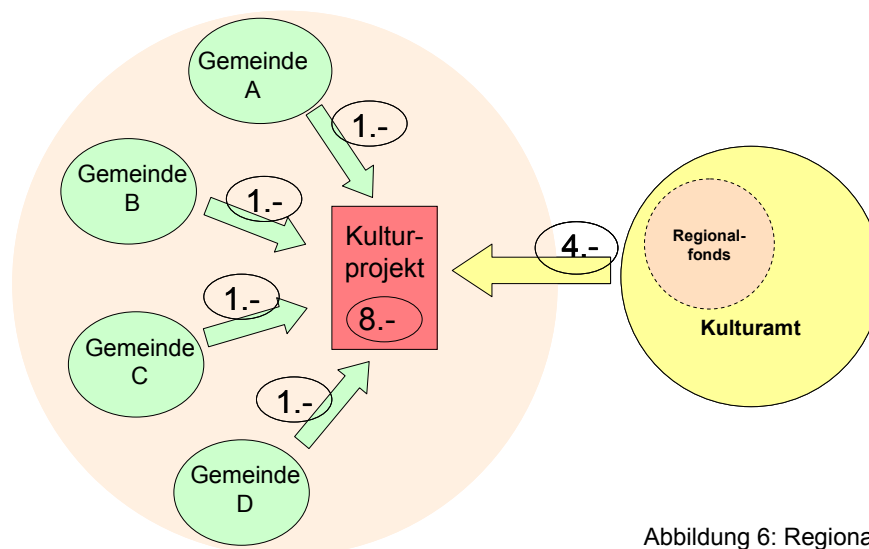 Gemeinde
A
1.-
Gemeinde
B
1.-
Kultur-
projekt
8.-
4.-
Regional-
fonds
Kulturamt
1.-
Gemeinde
C
1.-
Gemeinde
D
Abbildung 6: Regiona